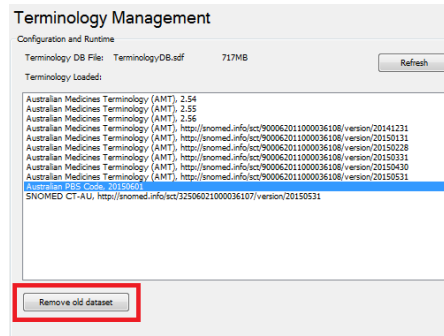 Terminology Management
Configuration and Runtime
Terminology DB File: TerminologyDB.sdf 717MB
Refresh
Terminology Loaded:
Australian Medicines Terminology (AMT), 2.54
Australian Medicines Terminology (AMT), 2.55
Australian Medicines Terminology (AMT), 2.56
Australian Medicines Terminology (AMT), http://snomed.info/sct/900062011000036108/version/20141231
Australian Medicines Terminology (AMT), http://snomed.info/sct/900062011000036108/version/20150131
Australian Medicines Terminology (AMT), http://snomed.info/sct/900062011000036108/version/20150228
Australian Medicines Terminology (AMT), http://snomed.info/sct/900062011000036108/version/20150331
Australian Medicines Terminology (AMT), http://snomed.info/sct/900062011000036108/version/20150430
Australian Medicines Terminology (AMT), http://snomed.info/sct/900062011000036108/version/20150531
Australian PBS Code, 20150601
SNOMED CT-AU, http://snomed.info/sct/32506021000036107/version/20150531
Remove old dataset